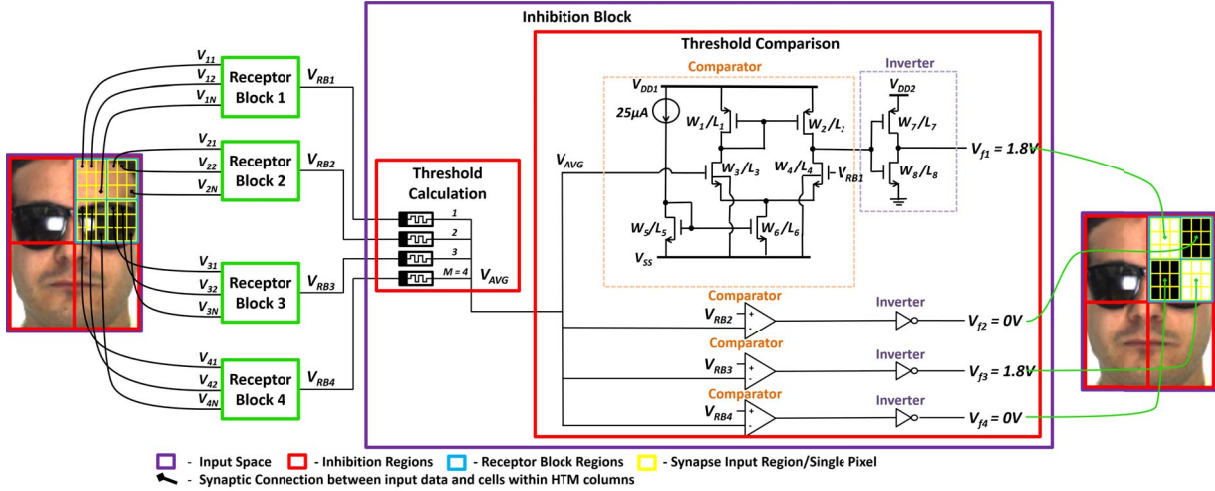 Inhibition Block
Threshold Comparison
Comparator
Inverter
V11
V12
V1N
Receptor
Block 1
VRB1
V21
V22
V2N
Receptor
Block 2
VRB2
V31
V32
V3N
Receptor
Block 3
VRB3
V41
V42
V4N
Receptor
Block 4
VRB4
Threshold
Calculation
1
2
3
M = 4
VAVG
VAVG
VDD1
25µA
W1/L1
W2/L
W3/L3
W4/L4
VRB1
W5/L5
W6/L6
VSS
VDD2
W7/L7
W8/L8
Vf1 = 1.8V
Comparator
VRB2
+
-
Inverter
Vf2 = 0V
Comparator
VRB3
+
-
Inverter
Vf3 = 1.8V
Comparator
VRB4
+
-
Inverter
Vf4 = 0V
- Input Space
- Inhibition Regions
- Receptor Block Regions
- Synapse Input Region/Single Pixel
- Synaptic Connection between input data and cells within HTM columns